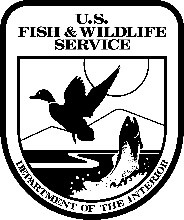 U.S.
FISH & WILDLIFE
SERVICE
DEPARTMENT OF THE INTERIOR